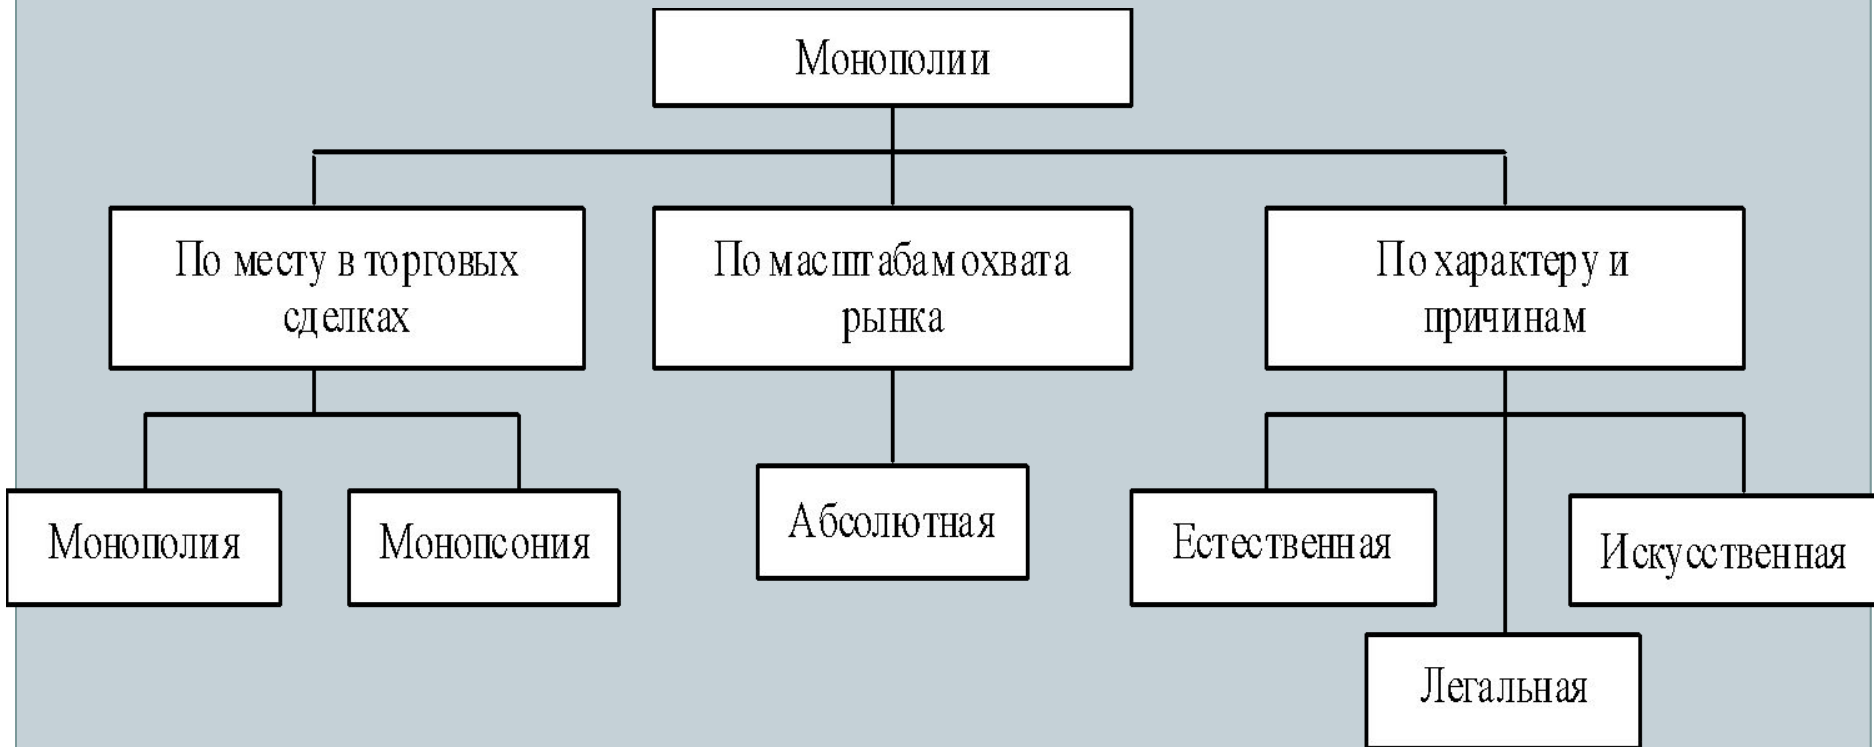 Монополии
По месту в торговых
сделках
По масштабам охвата
рынка
По характеру и
причинам
Монополия
Монопсония
Абсолютная
Естественная
Искусственная
Легальная